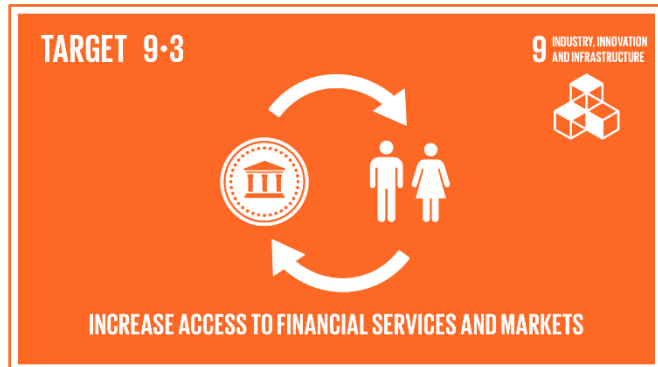 TARGET 9·3
9 INDUSTRY, INNOVATION
AND INFRASTRUCTURE
INCREASE ACCESS TO FINANCIAL SERVICES AND MARKETS